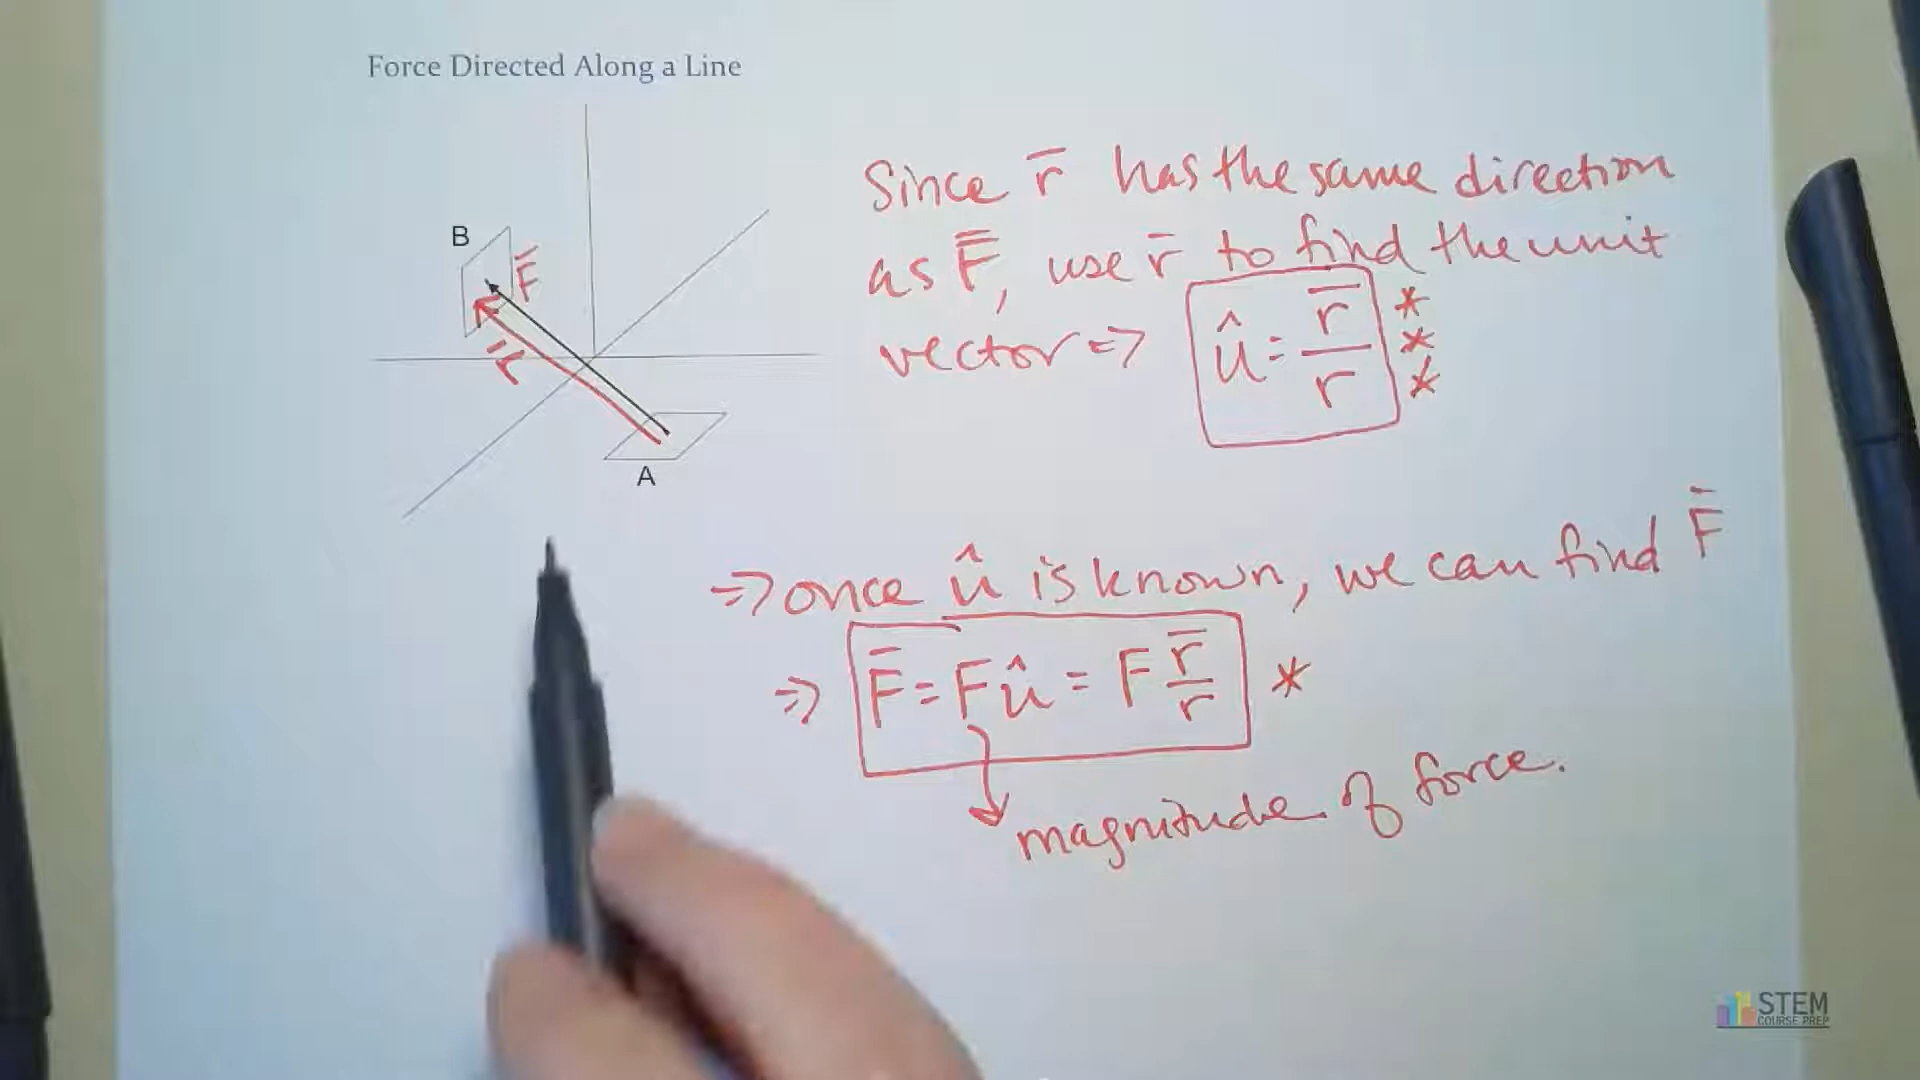 Force Directed Along a Line
B
F̄
r̄
A
Since r̄ has the same direction
as F̄, use r̄ to find the unit
vector => û = r̄/r ***
=> once û is known, we can find F̄
=> F̄ = Fû = F r̄/r *
magnitude of force.
STEM
COURSE PREP